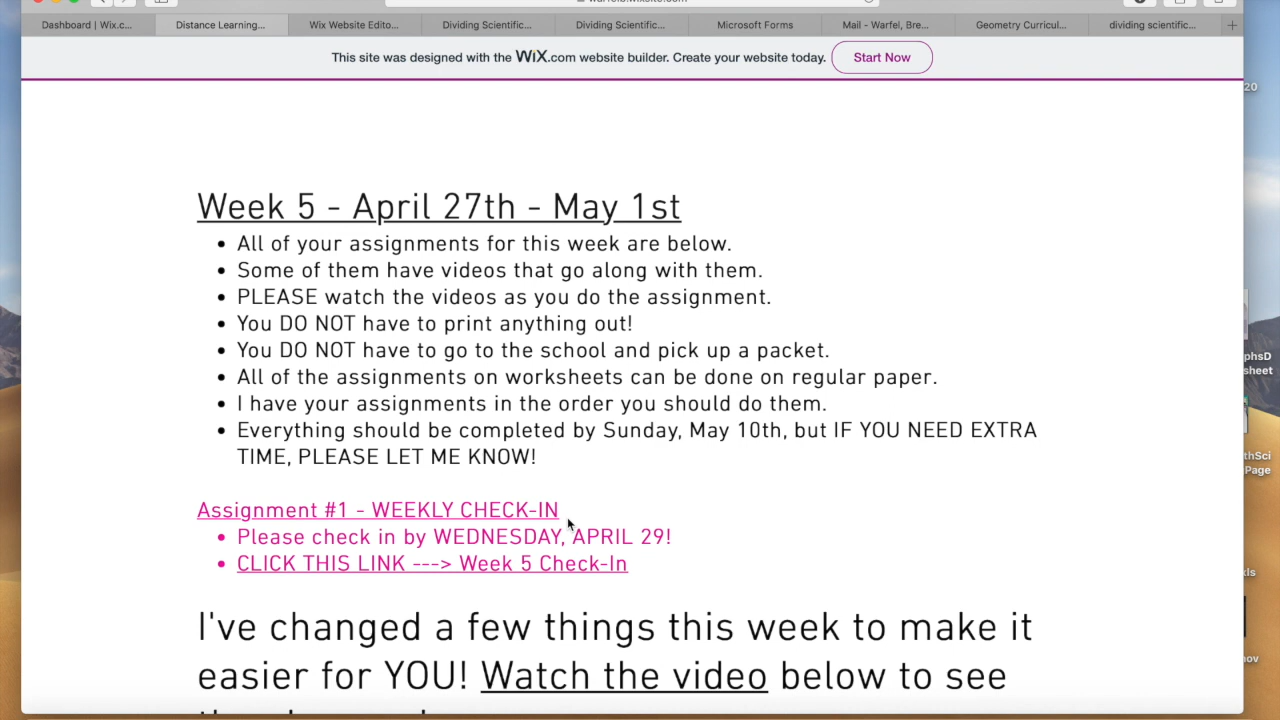 Dashboard | Wix.c...
Distance Learning...
Wix Website Edito...
Dividing Scientific...
Dividing Scientific...
Microsoft Forms
Mail - Warfel, Bre...
Geometry Curricul...
dividing scientific...
This site was designed with the WiX.com website builder. Create your website today.
Start Now
20
Week 5 - April 27th - May 1st
• All of your assignments for this week are below.
• Some of them have videos that go along with them.
• PLEASE watch the videos as you do the assignment.
• You DO NOT have to print anything out!
• You DO NOT have to go to the school and pick up a packet.
• All of the assignments on worksheets can be done on regular paper.
• I have your assignments in the order you should do them.
• Everything should be completed by Sunday, May 10th, but IF YOU NEED EXTRA
TIME, PLEASE LET ME KNOW!
phsD
sheet
thSci
Page
Assignment #1 - WEEKLY CHECK-IN
• Please check in by WEDNESDAY, APRIL 29!
• CLICK THIS LINK ---> Week 5 Check-In
xls
I've changed a few things this week to make it
easier for YOU! Watch the video below to see
nov